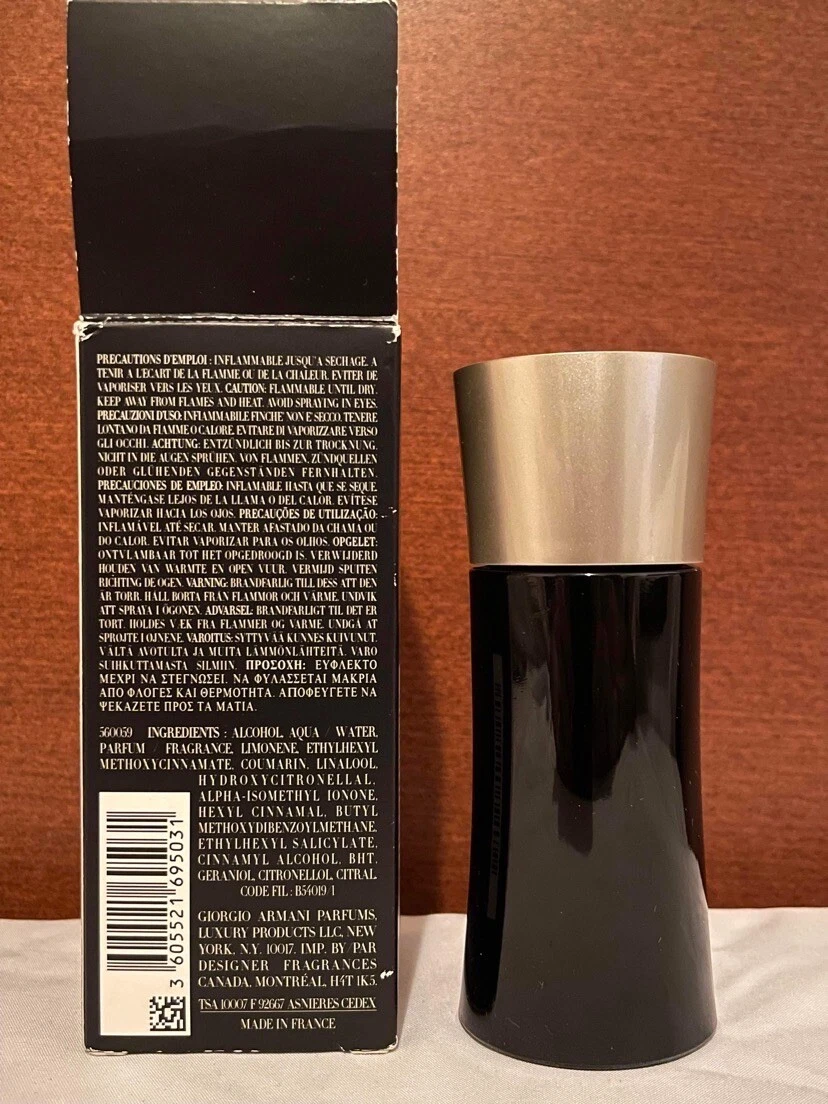 PRECAUTIONS D'EMPLOI : INFLAMMABLE JUSQU'A SECHAGE. A
TENIR A L'ECART DE LA FLAMME OU DE LA CHALEUR. EVITER DE
VAPORISER VERS LES YEUX. CAUTION: FLAMMABLE UNTIL DRY.
KEEP AWAY FROM FLAMES AND HEAT. AVOID SPRAYING IN EYES.
PRECAUZIONI D'USO: INFIAMMABILE FINCHE NON E SECCO. TENERE
LONTANO DA FIAMME O CALORE. EVITARE DI VAPORIZZARE VERSO
GLI OCCHI. ACHTUNG: ENTZÜNDLICH BIS ZUR TROCKNUNG.
NICHT IN DIE AUGEN SPRÜHEN. VON FLAMMEN, ZÜNDQUELLEN
ODER GLÜHENDEN GEGENSTÄNDEN FERNHALTEN.
PRECAUCIONES DE EMPLEO: INFLAMABLE HASTA QUE SE SEQUE.
MANTÉNGASE LEJOS DE LA LLAMA O DEL CALOR. EVÍTESE
VAPORIZAR HACIA LOS OJOS. PRECAUÇÕES DE UTILIZAÇÃO:
INFLAMÁVEL ATÉ SECAR. MANTER AFASTADO DA CHAMA OU
DO CALOR. EVITAR VAPORIZAR PARA OS OLHOS. OPGELET:
ONTVLAMBAAR TOT HET OPGEDROOGD IS. VERWIJDERD
HOUDEN VAN WARMTE EN OPEN VUUR. VERMIJD SPUITEN
RICHTING DE OGEN. VARNING: BRANDFARLIG TILL DESS ATT DEN
ÄR TORR. HÅLL BORTA FRÅN FLAMMOR OCH VÄRME. UNDVIK
ATT SPRAYA I ÖGONEN. ADVARSEL: BRANDFARLIGT TIL DET ER
TØRT. HOLDES VÆK FRA FLAMMER OG VARME. UNDGÅ AT
SPRØJTE I ØJNENE. VAROITUS: SYTTYVÄÄ KUNNES KUIVUNUT.
VÄLTÄ AVOTULTA JA MUITA LÄMMÖNLÄHTEITÄ. VARO
SUIHKUTTAMASTA SILMIIN. ΠΡΟΣΟΧΗ: ΕΥΦΛΕΚΤΟ
ΜΕΧΡΙ ΝΑ ΣΤΕΓΝΩΣΕΙ. ΝΑ ΦΥΛΑΣΣΕΤΑΙ ΜΑΚΡΙΑ
ΑΠΟ ΦΛΟΓΕΣ ΚΑΙ ΘΕΡΜΟΤΗΤΑ. ΑΠΟΦΕΥΓΕΤΕ ΝΑ
ΨΕΚΑΖΕΤΕ ΠΡΟΣ ΤΑ ΜΑΤΙΑ.
560059 INGREDIENTS : ALCOHOL, AQUA / WATER,
PARFUM / FRAGRANCE, LIMONENE, ETHYLHEXYL
METHOXYCINNAMATE, COUMARIN, LINALOOL,
HYDROXYCITRONELLAL,
ALPHA-ISOMETHYL IONONE,
HEXYL CINNAMAL, BUTYL
METHOXYDIBENZOYLMETHANE,
ETHYLHEXYL SALICYLATE,
CINNAMYL ALCOHOL, BHT,
GERANIOL, CITRONELLOL, CITRAL
CODE FIL : B54019/1
GIORGIO ARMANI PARFUMS,
LUXURY PRODUCTS LLC, NEW
YORK, N.Y. 10017. IMP. BY PAR
DESIGNER FRAGRANCES
CANADA, MONTRÉAL, H4T 1K5.
TSA 10007 F 92667 ASNIERES CEDEX
MADE IN FRANCE
3 605521 695031